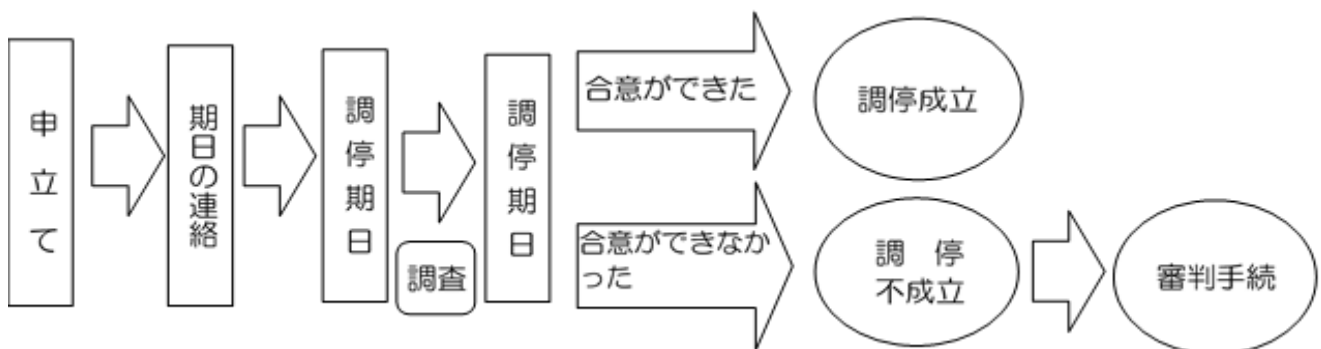 申立て
期日の連絡
調停期日
調査
調停期日
合意ができた
調停成立
合意ができなか
った
調　停
不成立
審判手続